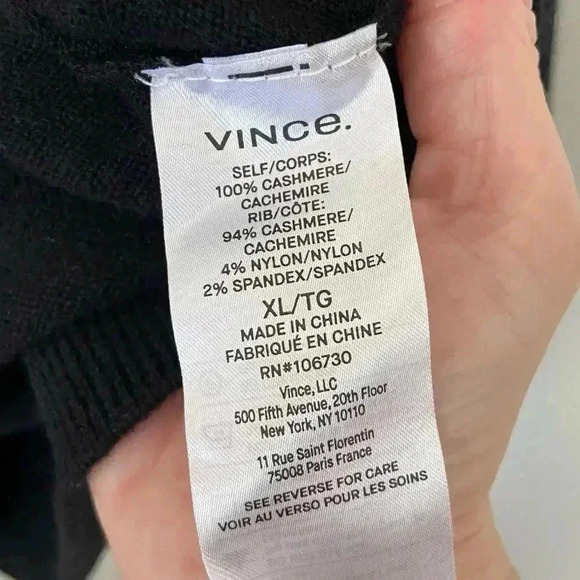 VINCE.
SELF/CORPS:
100% CASHMERE/
CACHEMIRE
RIB/CÔTE:
94% CASHMERE/
CACHEMIRE
4% NYLON/NYLON
2% SPANDEX/SPANDEX
XL/TG
MADE IN CHINA
FABRIQUÉ EN CHINE
RN#106730
Vince, LLC
500 Fifth Avenue, 20th Floor
New York, NY 10110
11 Rue Saint Florentin
75008 Paris France
SEE REVERSE FOR CARE
VOIR AU VERSO POUR LES SOINS